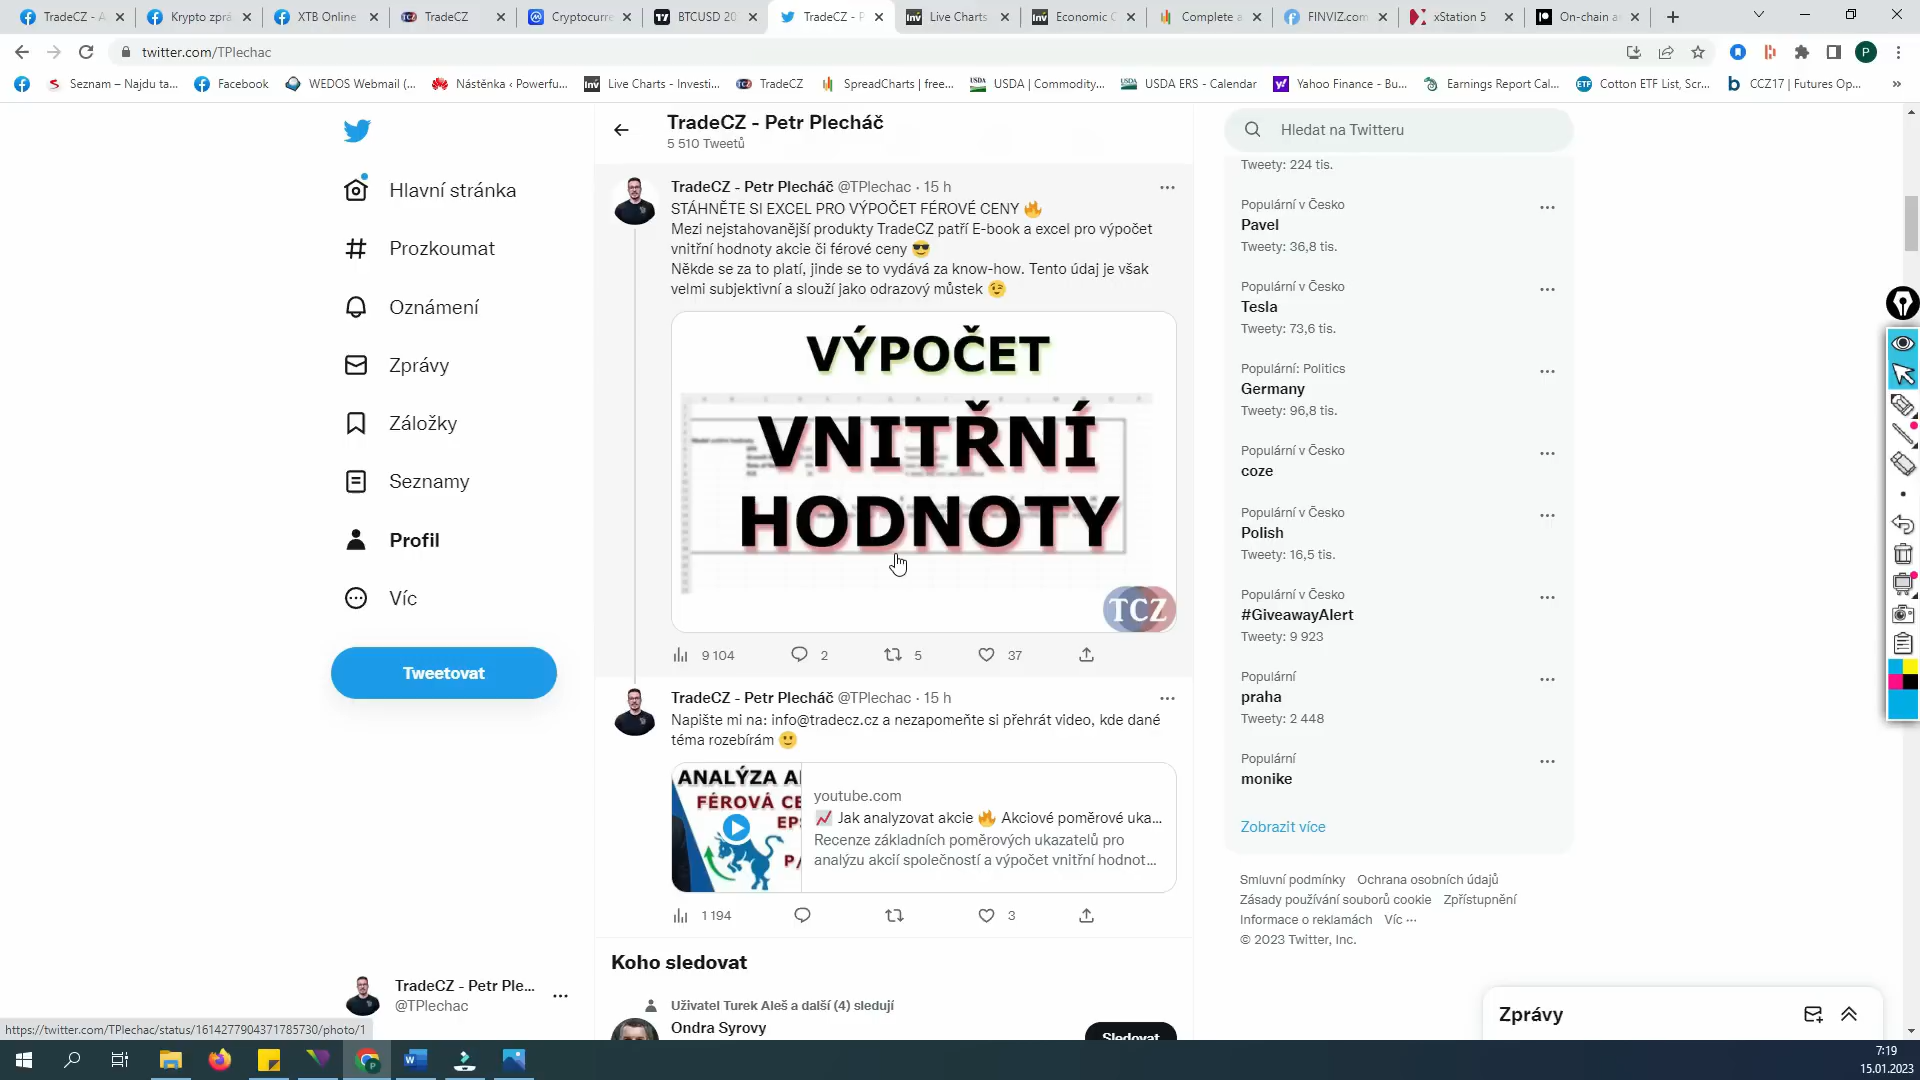 TradeCZ - A
Krypto zprá
XTB Online
TradeCZ
Cryptocurre
BTCUSD 20
TradeCZ - P
Live Charts
Economic C
Complete a
FINVIZ.com
xStation 5
On-chain a
twitter.com/TPlechac
P
Seznam – Najdu ta...
Facebook
WEDOS Webmail (...
Nástěnka ‹ Powerfu...
Live Charts - Investi...
TradeCZ
SpreadCharts | free...
USDA | Commodity...
USDA ERS - Calendar
Yahoo Finance - Bu...
Earnings Report Cal...
Cotton ETF List, Scr...
CCZ17 | Futures Op...
Hlavní stránka
Prozkoumat
Oznámení
Zprávy
Záložky
Seznamy
Profil
Víc
Tweetovat
TradeCZ - Petr Ple...
@TPlechac
https://twitter.com/TPlechac/status/1614277904371785730/photo/1
TradeCZ - Petr Plecháč
5 510 Tweetů
TradeCZ - Petr Plecháč @TPlechac · 15 h
STÁHNĚTE SI EXCEL PRO VÝPOČET FÉROVÉ CENY 🔥
Mezi nejstahovanější produkty TradeCZ patří E-book a excel pro výpočet
vnitřní hodnoty akcie či férové ceny 😎
Někde se za to platí, jinde se to vydává za know-how. Tento údaj je však
velmi subjektivní a slouží jako odrazový můstek 😉
VÝPOČET
VNITŘNÍ
HODNOTY
TCZ
9 104
2
5
37
TradeCZ - Petr Plecháč @TPlechac · 15 h
Napište mi na: info@tradecz.cz a nezapomeňte si přehrát video, kde dané
téma rozebírám 🙂
ANALÝZA A
FÉROVÁ CE
EPS
P/
youtube.com
📈 Jak analyzovat akcie 🔥 Akciové poměrové uka...
Recenze základních poměrových ukazatelů pro
analýzu akcií společností a výpočet vnitřní hodnot...
1 194
3
Koho sledovat
Uživatel Turek Aleš a další (4) sledují
Ondra Syrovy
Sledovat
Hledat na Twitteru
Tweety: 224 tis.
Populární v Česko
Pavel
Tweety: 36,8 tis.
Populární v Česko
Tesla
Tweety: 73,6 tis.
Populární: Politics
Germany
Tweety: 96,8 tis.
Populární v Česko
coze
Populární v Česko
Polish
Tweety: 16,5 tis.
Populární v Česko
#GiveawayAlert
Tweety: 9 923
Populární
praha
Tweety: 2 448
Populární
monike
Zobrazit více
Smluvní podmínky Ochrana osobních údajů
Zásady používání souborů cookie Zpřístupnění
Informace o reklamách Víc ···
© 2023 Twitter, Inc.
Zprávy
7:19
15.01.2023